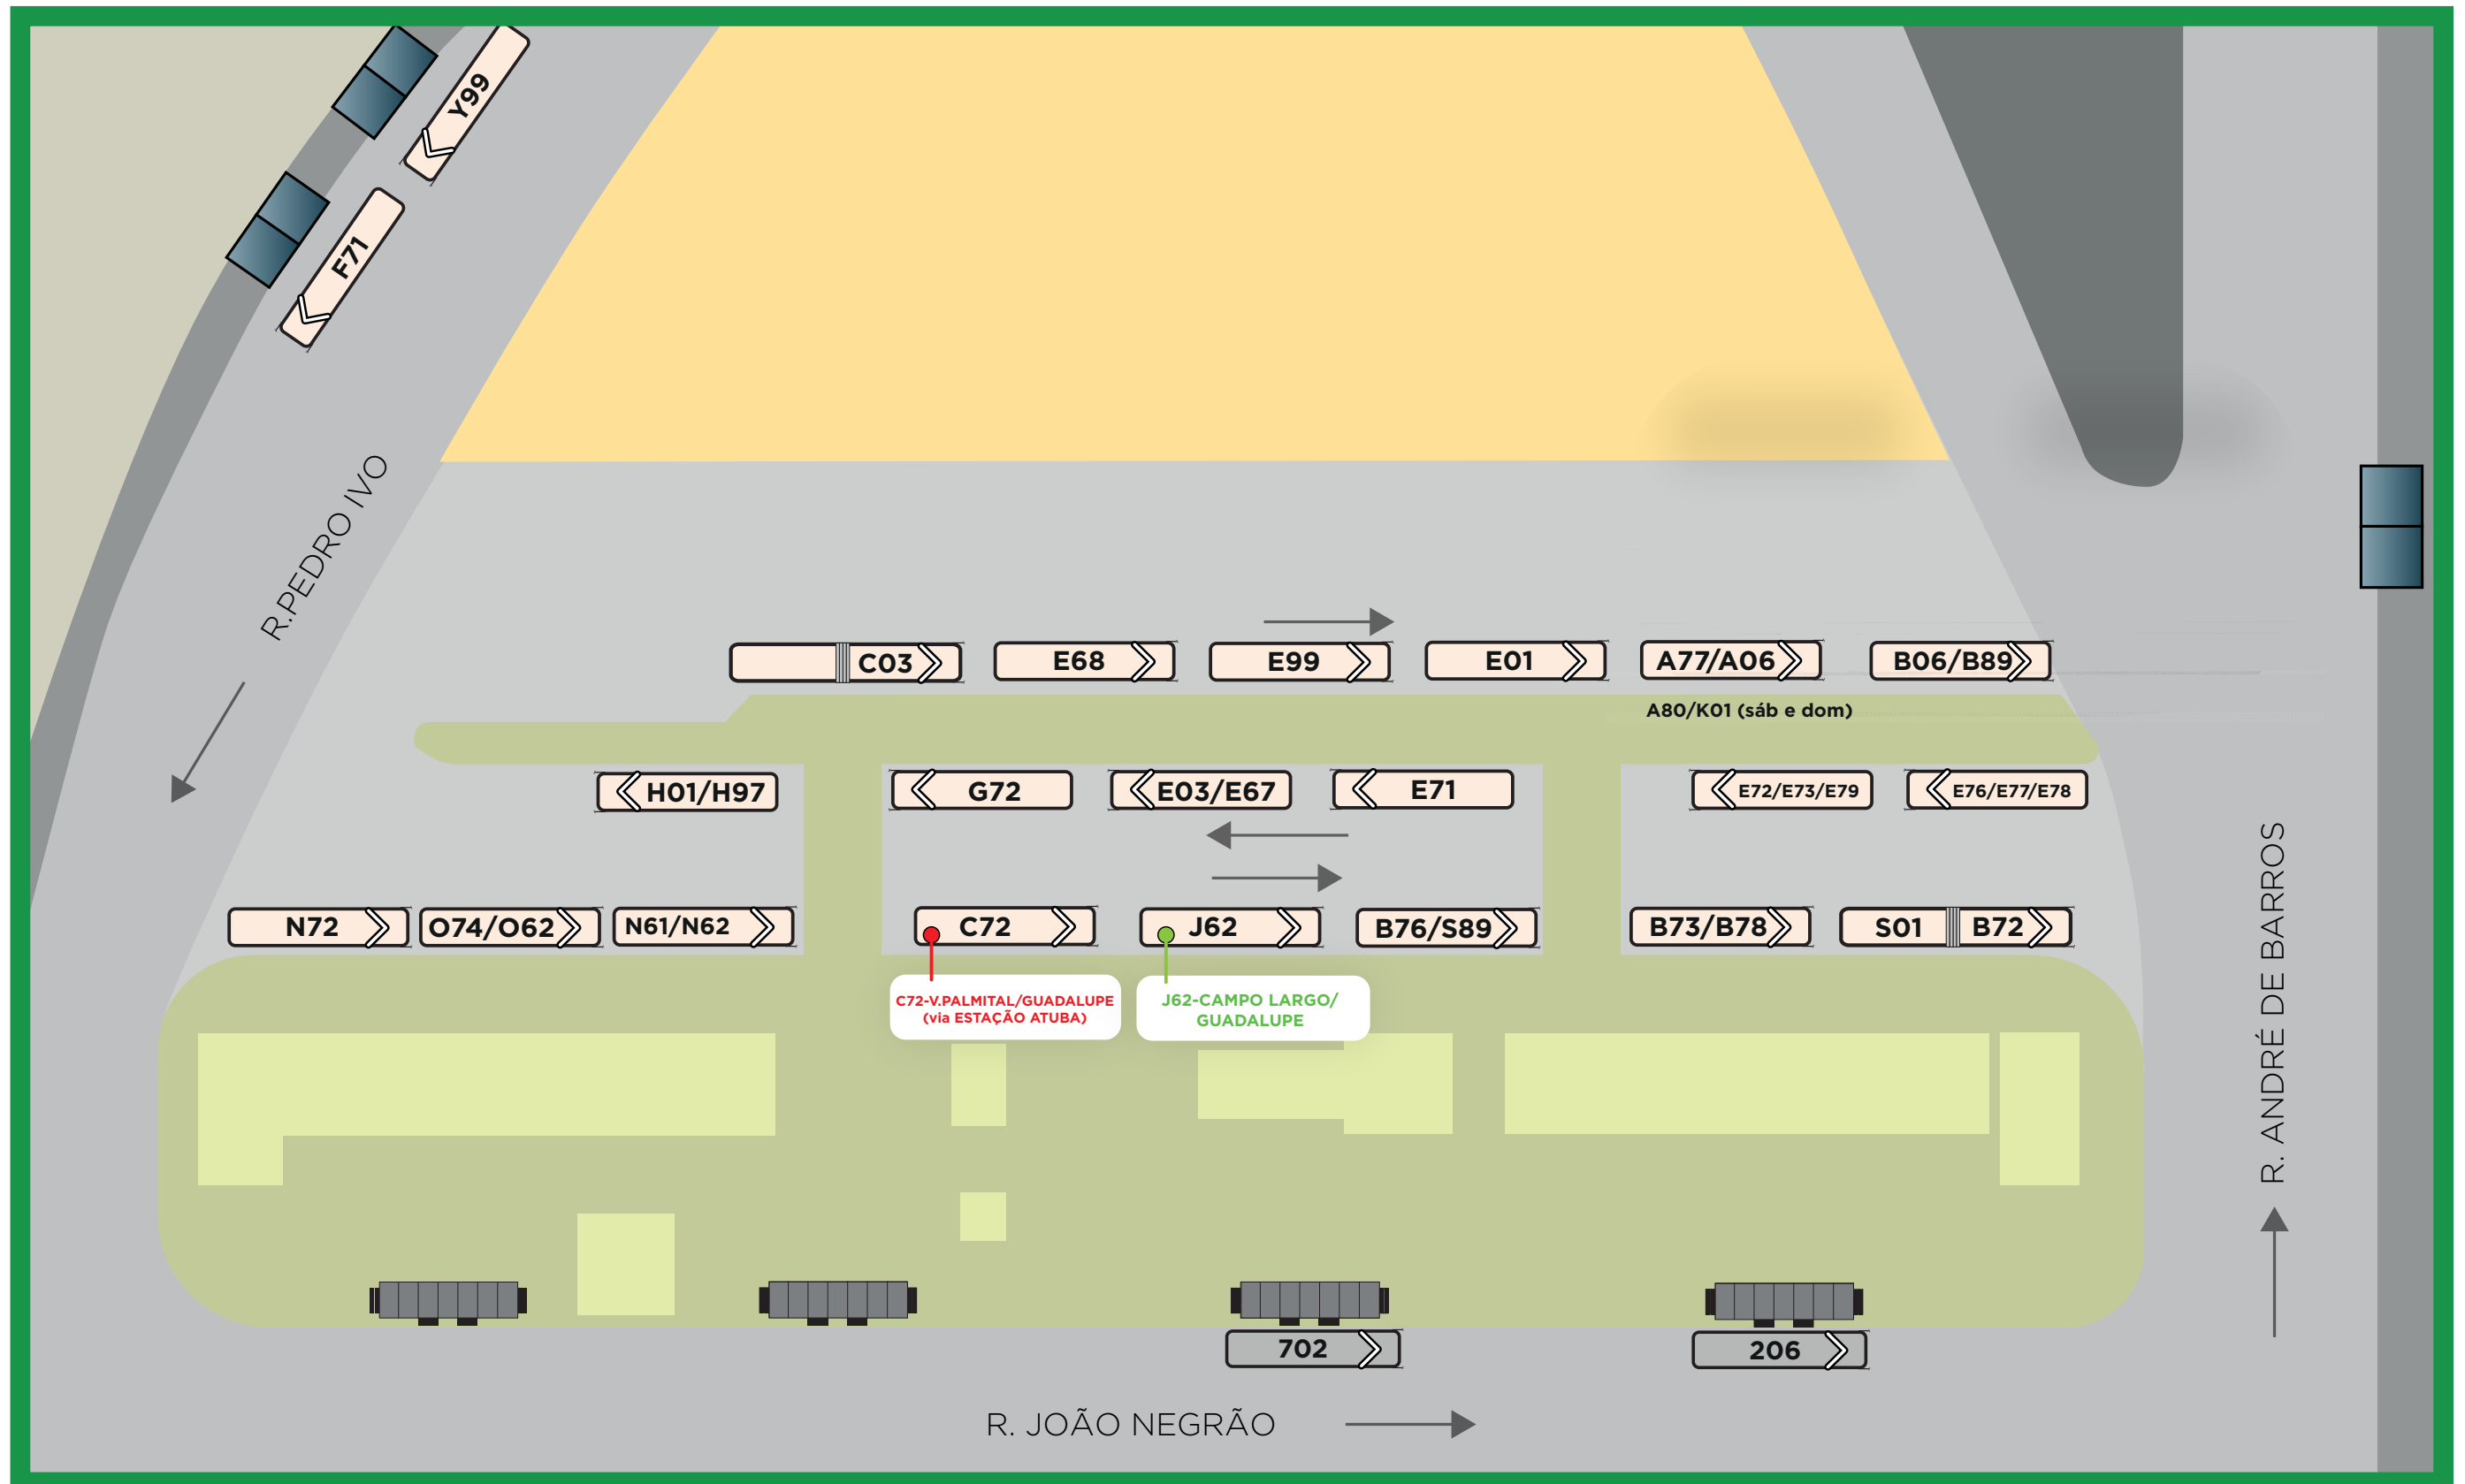 Y99
F71
R.PEDRO IVO
C03
E68
E99
E01
A77/A06
B06/B89
A80/K01 (sáb e dom)
H01/H97
G72
E03/E67
E71
E72/E73/E79
E76/E77/E78
N72
O74/O62
N61/N62
C72
J62
B76/S89
B73/B78
S01
B72
C72-V.PALMITAL/GUADALUPE
(via ESTAÇÃO ATUBA)
J62-CAMPO LARGO/
GUADALUPE
R. ANDRÉ DE BARROS
702
206
R. JOÃO NEGRÃO